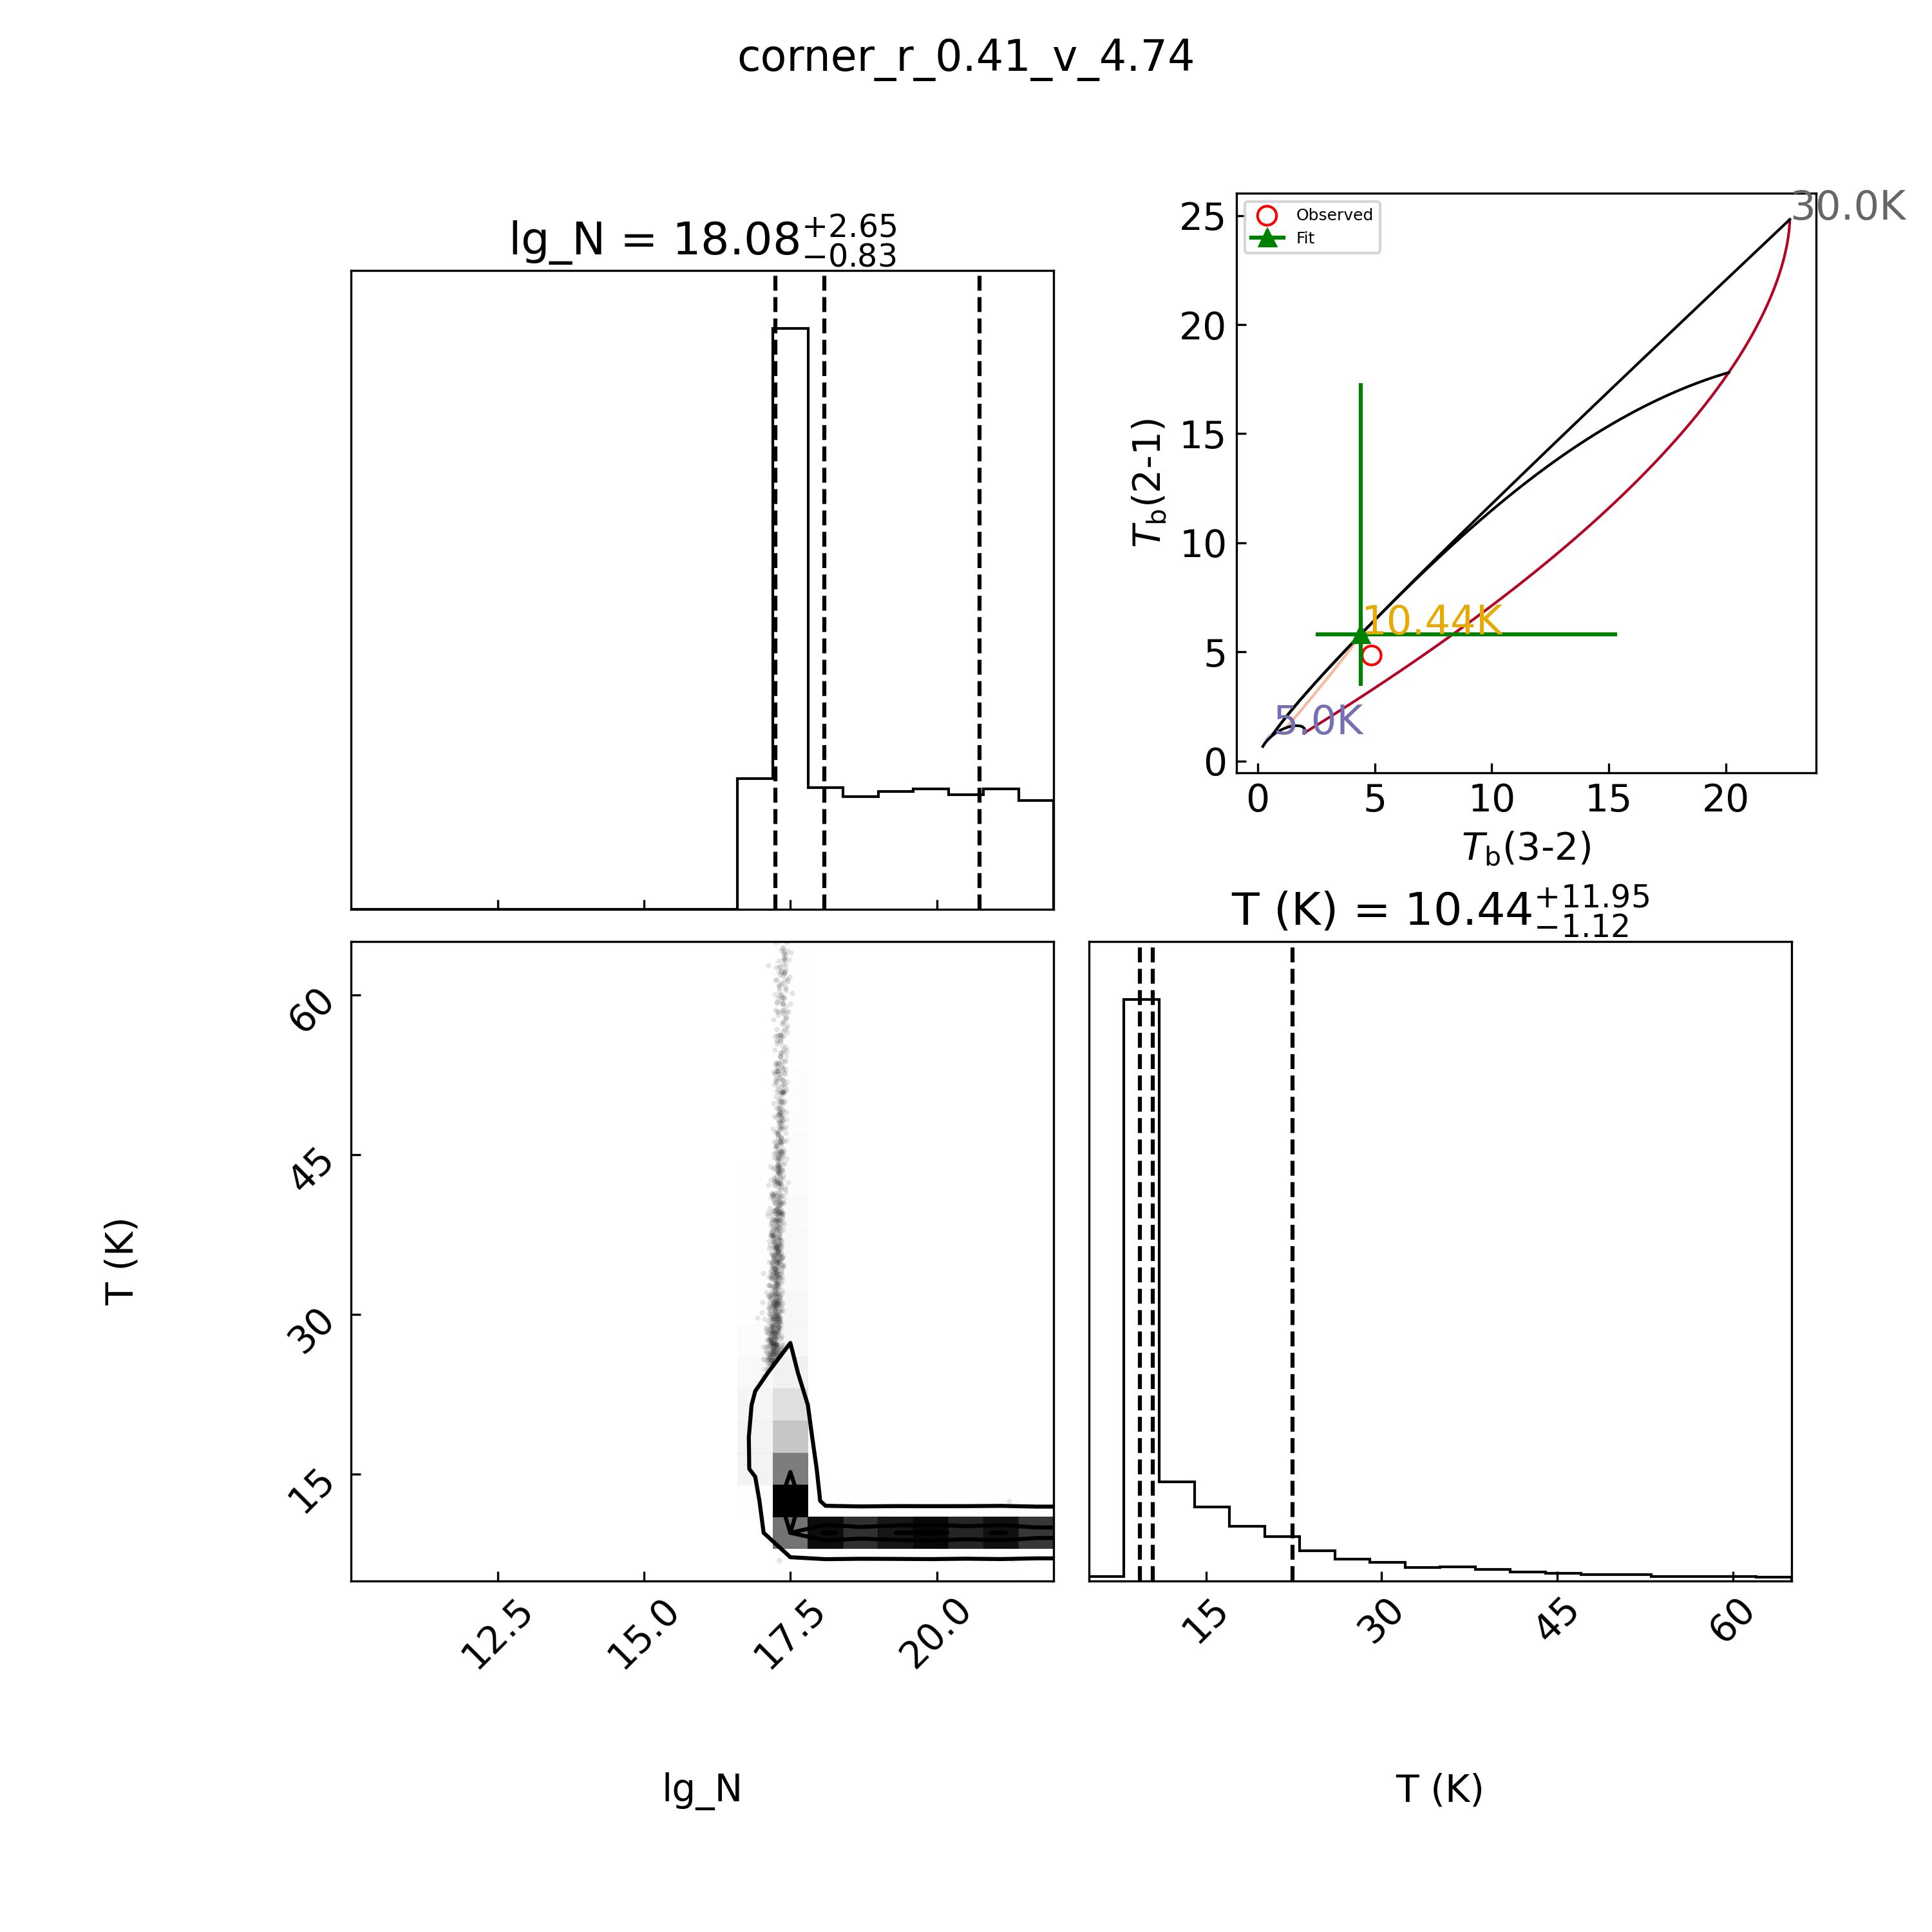 corner_r_0.41_v_4.74
lg_N = 18.08 +2.65 −0.83
30.0K
25
20
15
10
5
0
Observed
Fit
10.44K
5.0K
T_b(2-1)
0 5 10 15 20
T_b(3-2)
T (K) = 10.44 +11.95 −1.12
60
45
30
15
T (K)
12.5 15.0 17.5 20.0
lg_N
15 30 45 60
T (K)